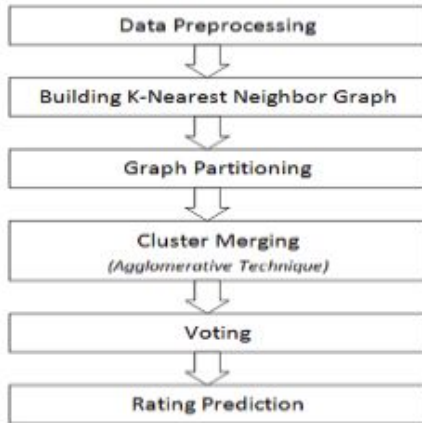 Data Preprocessing
Building K-Nearest Neighbor Graph
Graph Partitioning
Cluster Merging
(Agglomerative Technique)
Voting
Rating Prediction